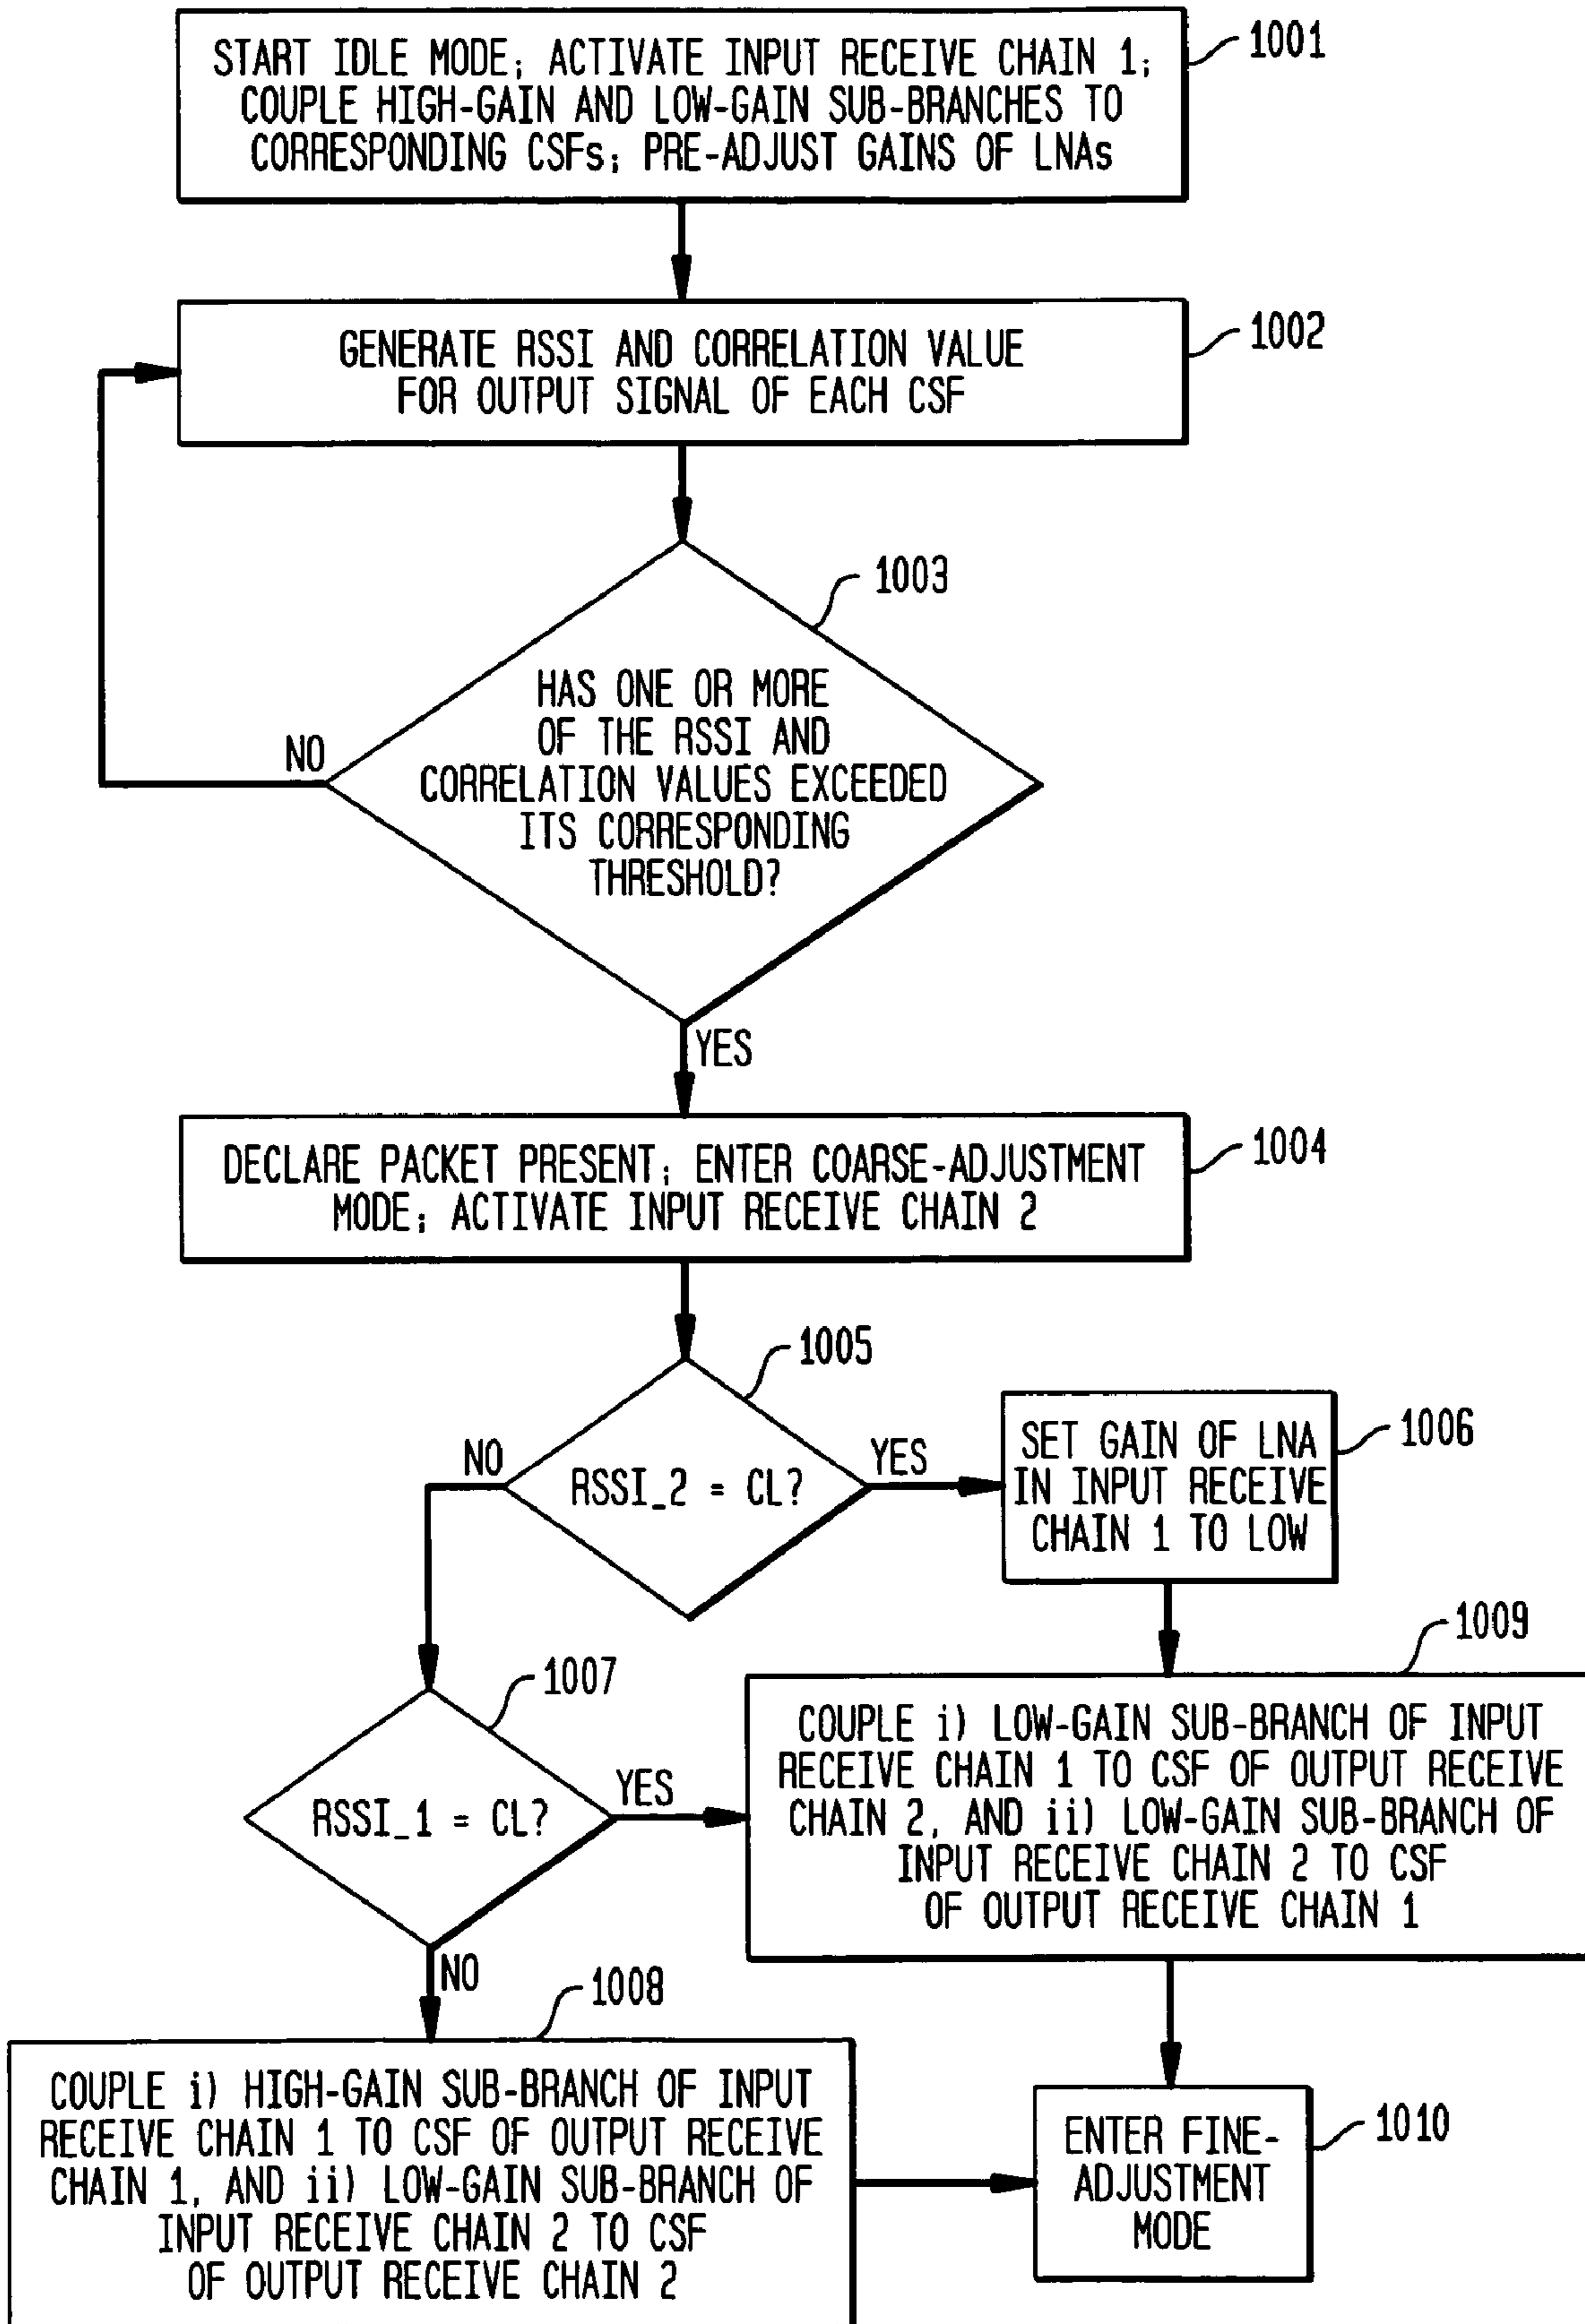 START IDLE MODE; ACTIVATE INPUT RECEIVE CHAIN 1;
COUPLE HIGH-GAIN AND LOW-GAIN SUB-BRANCHES TO
CORRESPONDING CSFs; PRE-ADJUST GAINS OF LNAs
1001
GENERATE RSSI AND CORRELATION VALUE
FOR OUTPUT SIGNAL OF EACH CSF
1002
1003
HAS ONE OR MORE
OF THE RSSI AND
CORRELATION VALUES EXCEEDED
ITS CORRESPONDING
THRESHOLD?
NO
YES
DECLARE PACKET PRESENT; ENTER COARSE-ADJUSTMENT
MODE; ACTIVATE INPUT RECEIVE CHAIN 2
1004
1005
RSSI_2 = CL?
NO
YES
SET GAIN OF LNA
IN INPUT RECEIVE
CHAIN 1 TO LOW
1006
1007
RSSI_1 = CL?
YES
NO
1009
COUPLE i) LOW-GAIN SUB-BRANCH OF INPUT
RECEIVE CHAIN 1 TO CSF OF OUTPUT RECEIVE
CHAIN 2, AND ii) LOW-GAIN SUB-BRANCH OF
INPUT RECEIVE CHAIN 2 TO CSF
OF OUTPUT RECEIVE CHAIN 1
1008
COUPLE i) HIGH-GAIN SUB-BRANCH OF INPUT
RECEIVE CHAIN 1 TO CSF OF OUTPUT RECEIVE
CHAIN 1, AND ii) LOW-GAIN SUB-BRANCH OF
INPUT RECEIVE CHAIN 2 TO CSF
OF OUTPUT RECEIVE CHAIN 2
ENTER FINE-
ADJUSTMENT
MODE
1010